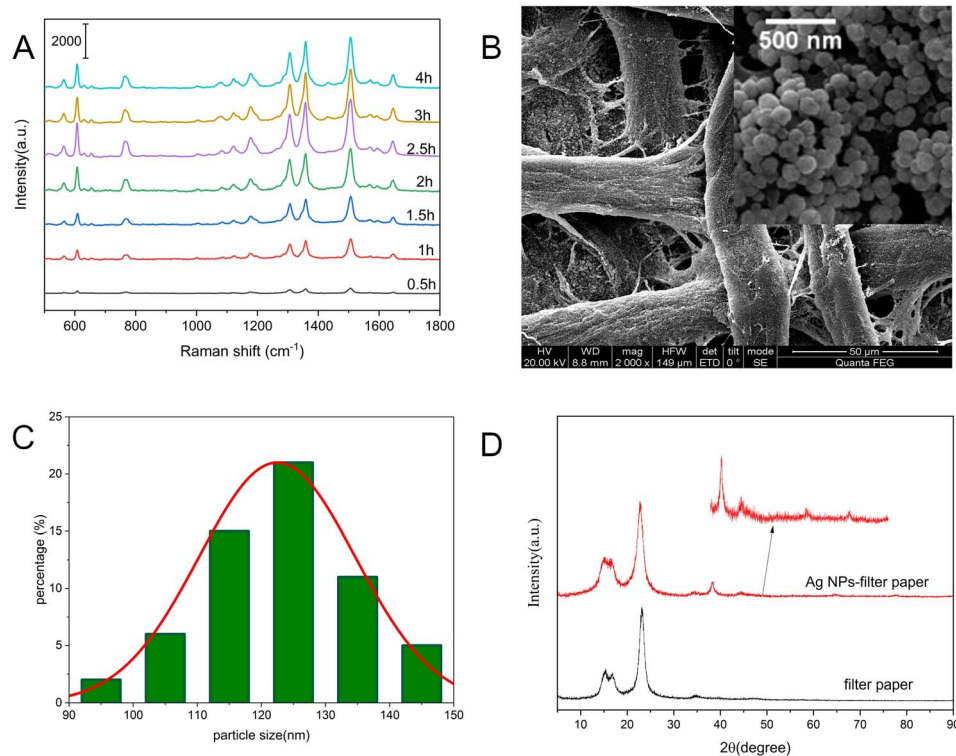 A
2000
4h
3h
2.5h
2h
1.5h
1h
0.5h
Intensity(a.u.)
600 800 1000 1200 1400 1600 1800
Raman shift (cm⁻¹)
B
500 nm
HV WD mag HFW det tilt mode 50 µm
20.00 kV 8.8 mm 2 000 x 149 µm ETD 0 ° SE Quanta FEG
C
25
20
15
10
5
0
percentage (%)
90 100 110 120 130 140 150
particle size(nm)
D
Intensity(a.u.)
Ag NPs-filter paper
filter paper
10 20 30 40 50 60 70 80 90
2θ(degree)